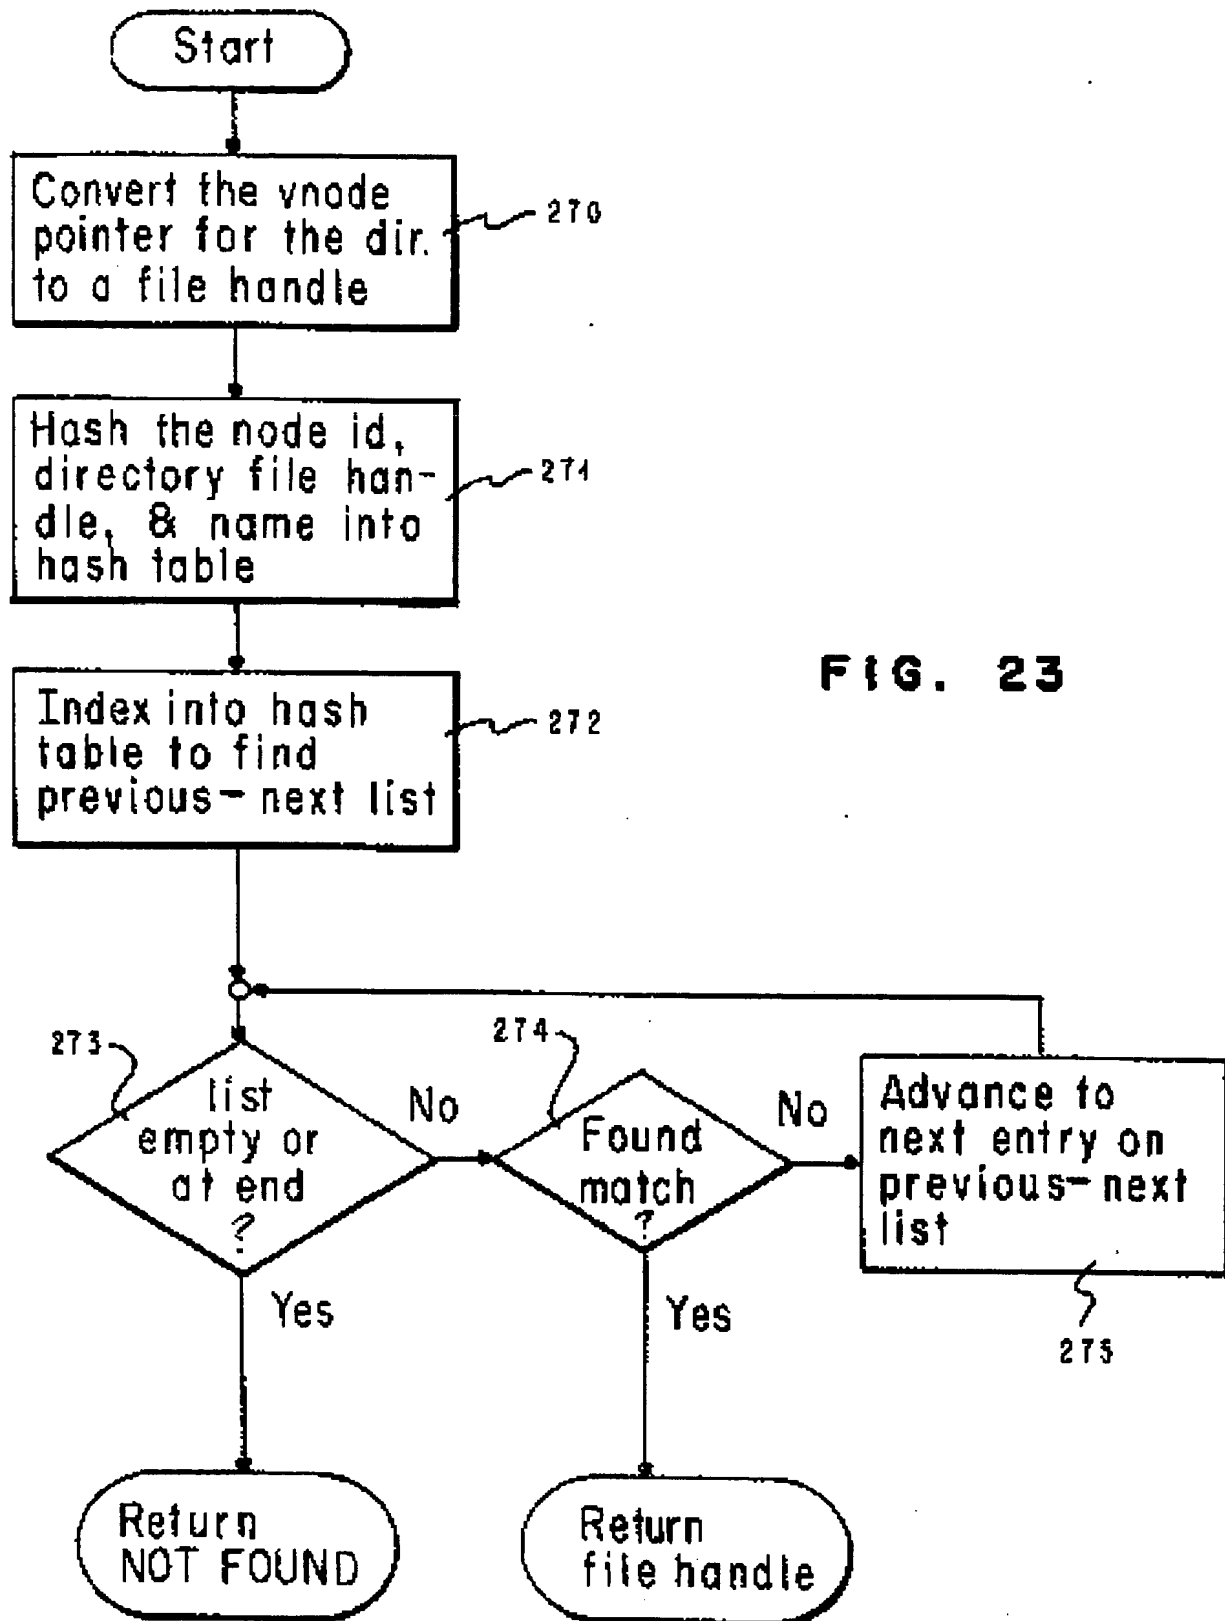 Start
Convert the vnode
pointer for the dir.
to a file handle
270
Hash the node id,
directory file han-
dle, & name into
hash table
271
Index into hash
table to find
previous-next list
272
FIG. 23
273
list
empty or
at end
?
No
274
Found
match
?
No
Advance to
next entry on
previous-next
list
275
Yes
Yes
Return
NOT FOUND
Return
file handle